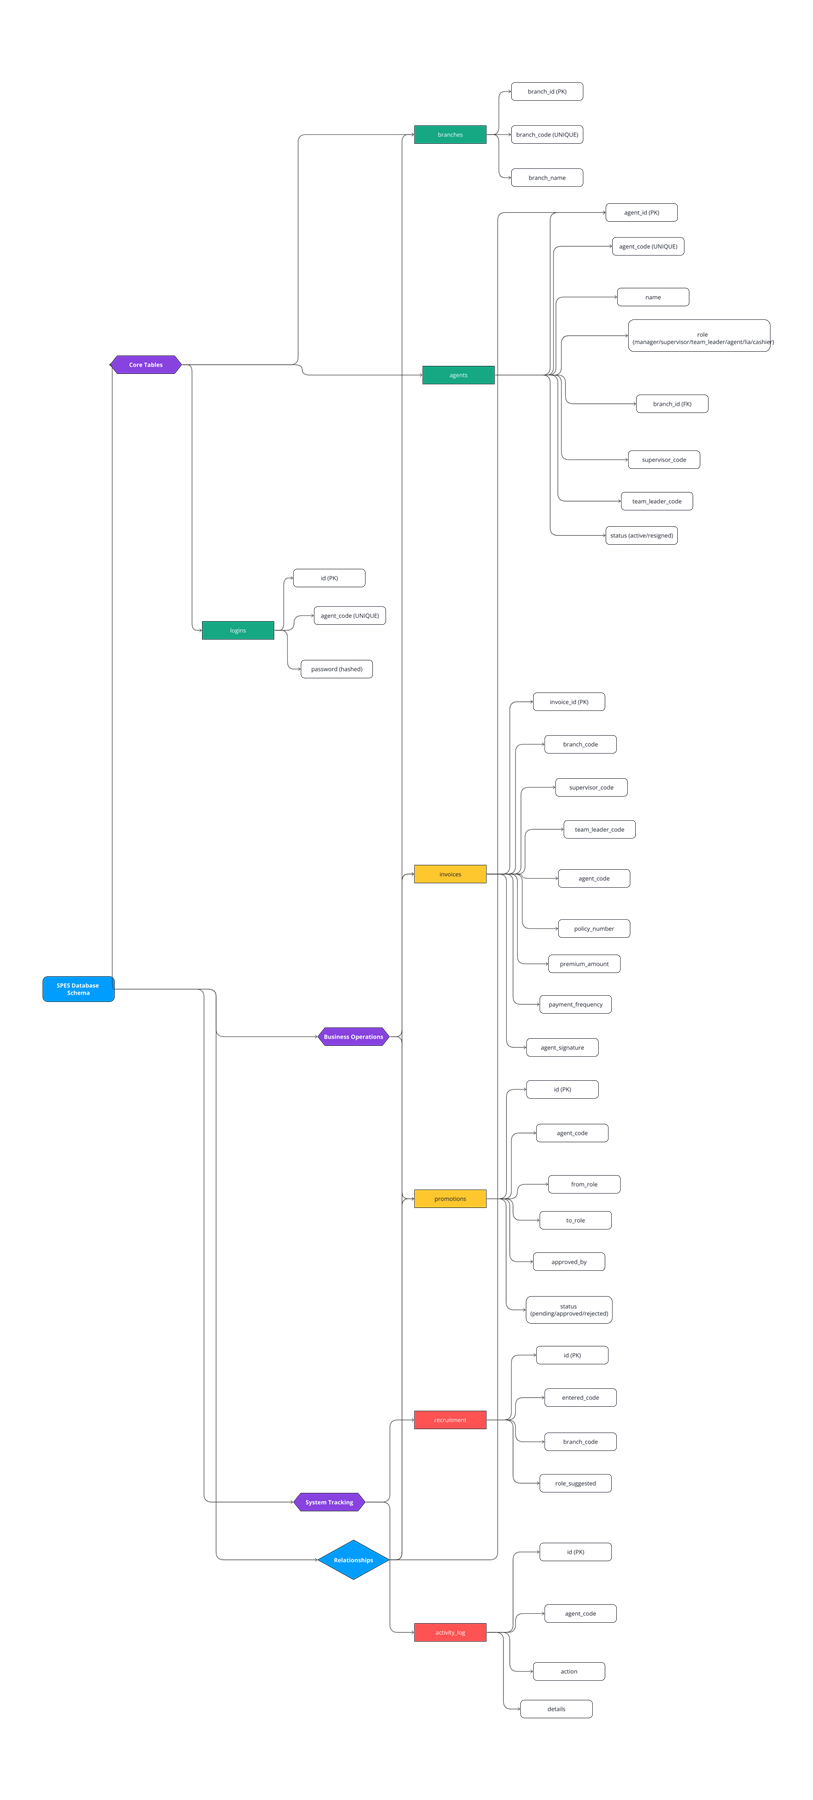 branch_id (PK)
branches
branch_code (UNIQUE)
branch_name
agent_id (PK)
agent_code (UNIQUE)
name
role
(manager/supervisor/team_leader/agent/lia/cashier)
Core Tables
agents
branch_id (FK)
supervisor_code
team_leader_code
status (active/resigned)
id (PK)
agent_code (UNIQUE)
logins
password (hashed)
invoice_id (PK)
branch_code
supervisor_code
team_leader_code
invoices
agent_code
policy_number
premium_amount
SPES Database
Schema
payment_frequency
Business Operations
agent_signature
id (PK)
agent_code
from_role
promotions
to_role
approved_by
status
(pending/approved/rejected)
id (PK)
entered_code
recruitment
branch_code
role_suggested
System Tracking
id (PK)
Relationships
agent_code
activity_log
action
details